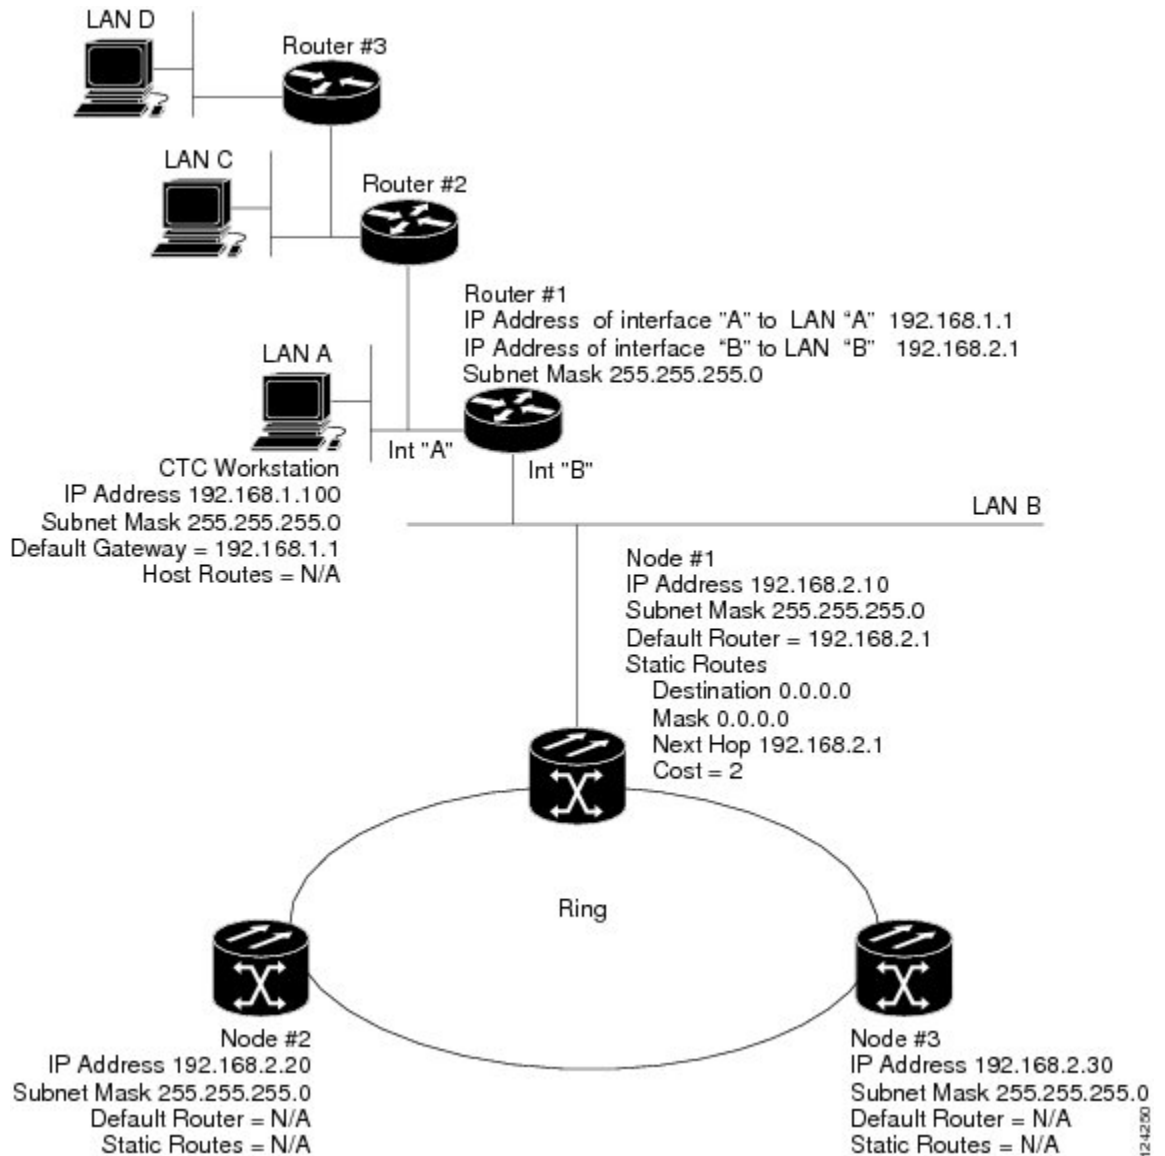 LAN D
Router #3
LAN C
Router #2
Router #1
IP Address of interface "A" to LAN “A” 192.168.1.1
IP Address of interface “B” to LAN “B” 192.168.2.1
Subnet Mask 255.255.255.0
LAN A
Int "A"
Int "B"
CTC Workstation
IP Address 192.168.1.100
Subnet Mask 255.255.255.0
Default Gateway = 192.168.1.1
Host Routes = N/A
LAN B
Node #1
IP Address 192.168.2.10
Subnet Mask 255.255.255.0
Default Router = 192.168.2.1
Static Routes
Destination 0.0.0.0
Mask 0.0.0.0
Next Hop 192.168.2.1
Cost = 2
Ring
Node #2
IP Address 192.168.2.20
Subnet Mask 255.255.255.0
Default Router = N/A
Static Routes = N/A
Node #3
IP Address 192.168.2.30
Subnet Mask 255.255.255.0
Default Router = N/A
Static Routes = N/A
124250